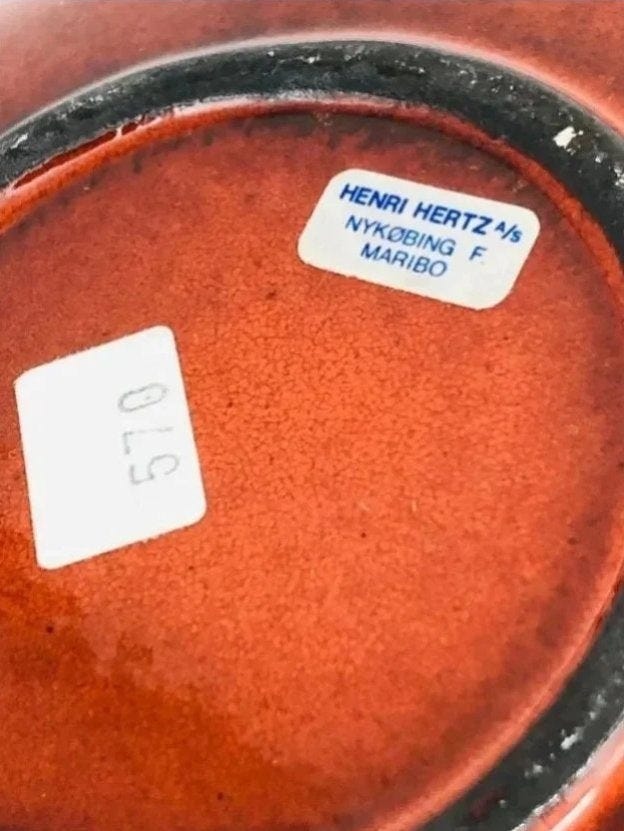 HENRI HERTZ A/S
NYKØBING F.
MARIBO
570